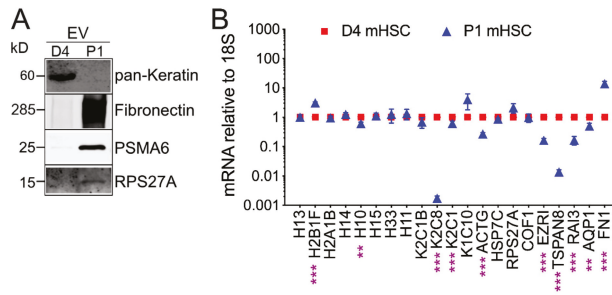 A
EV
kD D4 P1
60 pan-Keratin
285 Fibronectin
25 PSMA6
15 RPS27A
B
D4 mHSC P1 mHSC
mRNA relative to 18S
1000
100
10
1
0.1
0.01
0.001
H13
H2B1F ***
H2A1B
H14
H10 **
H15
H33
H11
K2C1B
K2C8 ***
K2C1 ***
K1C10
ACTG ***
HSP7C
RPS27A
COF1
EZRI ***
TSPAN8 ***
RAI3 ***
AQP1 **
FN1 ***